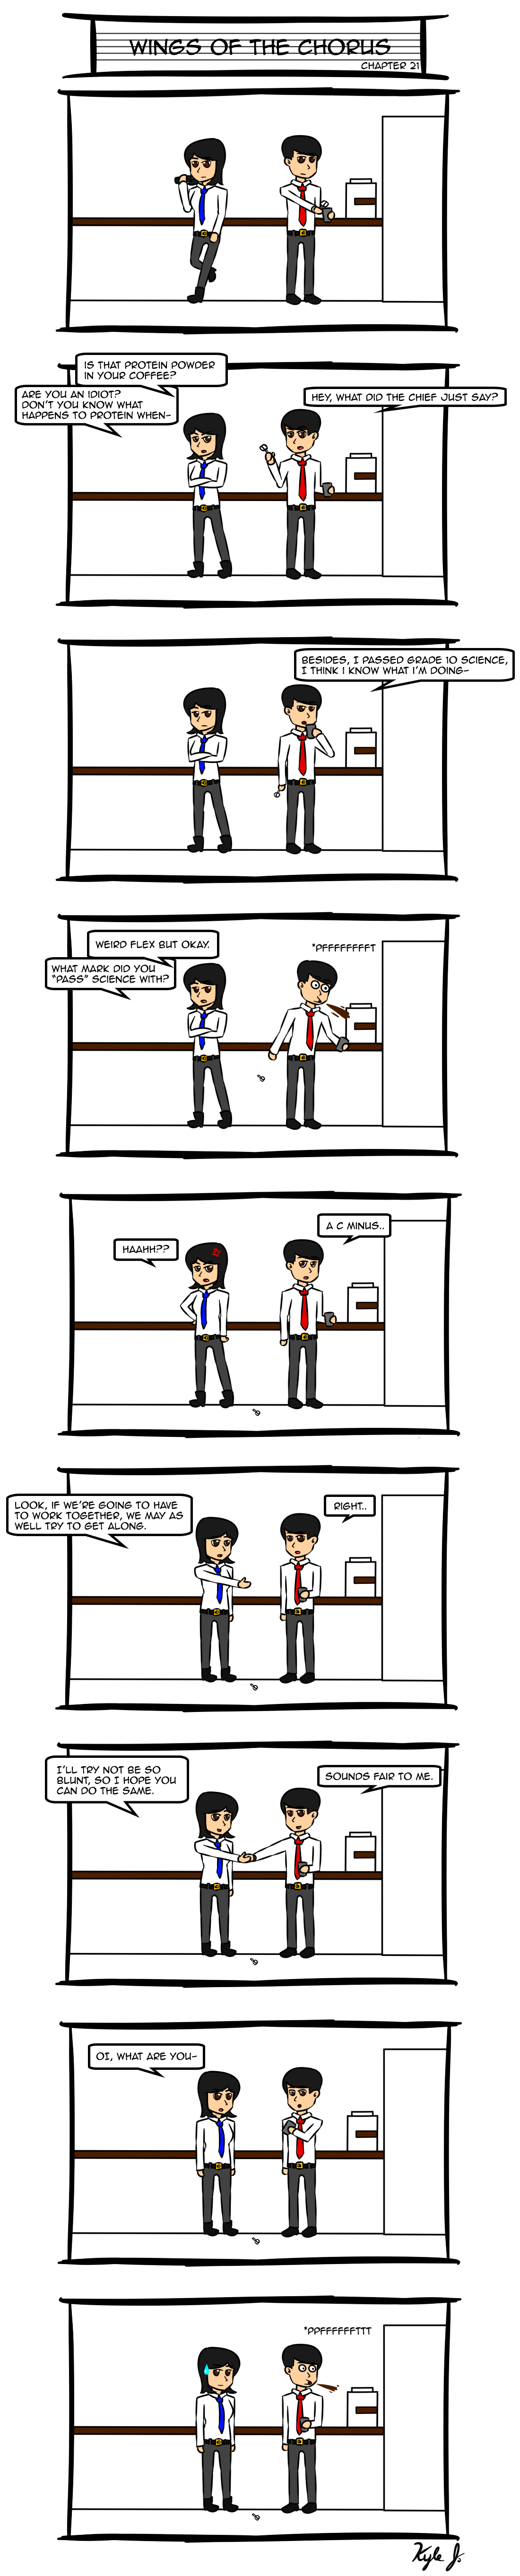 WINGS OF THE CHORUS
CHAPTER 21
IS THAT PROTEIN POWDER
IN YOUR COFFEE?
ARE YOU AN IDIOT?
DON'T YOU KNOW WHAT
HAPPENS TO PROTEIN WHEN-
HEY, WHAT DID THE CHIEF JUST SAY?
BESIDES, I PASSED GRADE 10 SCIENCE,
I THINK I KNOW WHAT I'M DOING-
WEIRD FLEX BUT OKAY.
WHAT MARK DID YOU
"PASS" SCIENCE WITH?
*PFFFFFFFFT
A C MINUS..
HAAHH??
LOOK, IF WE'RE GOING TO HAVE
TO WORK TOGETHER, WE MAY AS
WELL TRY TO GET ALONG.
RIGHT..
I'LL TRY NOT BE SO
BLUNT, SO I HOPE YOU
CAN DO THE SAME.
SOUNDS FAIR TO ME.
OI, WHAT ARE YOU-
*PPFFFFFFTTT
Kyle J.